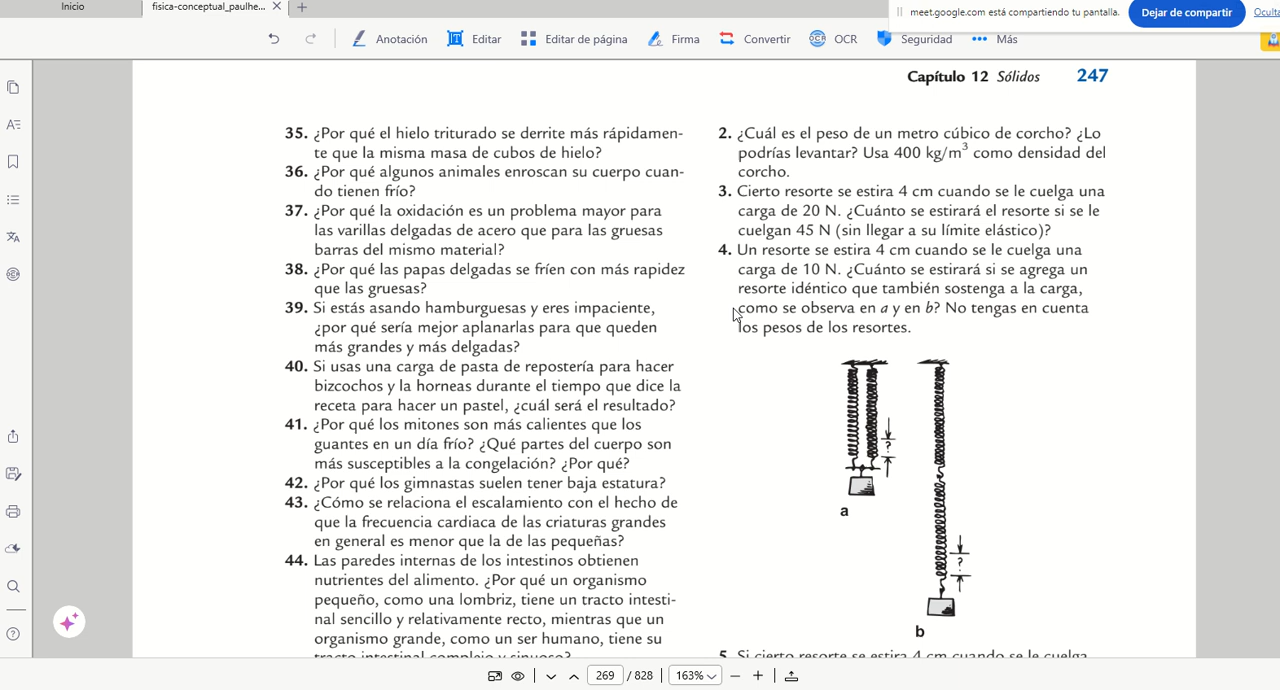 Inicio
fisica-conceptual_paulhe...
meet.google.com está compartiendo tu pantalla.
Dejar de compartir
Anotación
Editar
Editar de página
Firma
Convertir
OCR
OCR
Seguridad
Más
Capítulo 12 Sólidos 247
35. ¿Por qué el hielo triturado se derrite más rápidamen-
te que la misma masa de cubos de hielo?
36. ¿Por qué algunos animales enroscan su cuerpo cuan-
do tienen frío?
37. ¿Por qué la oxidación es un problema mayor para
las varillas delgadas de acero que para las gruesas
barras del mismo material?
38. ¿Por qué las papas delgadas se fríen con más rapidez
que las gruesas?
39. Si estás asando hamburguesas y eres impaciente,
¿por qué sería mejor aplanarlas para que queden
más grandes y más delgadas?
40. Si usas una carga de pasta de repostería para hacer
bizcochos y la horneas durante el tiempo que dice la
receta para hacer un pastel, ¿cuál será el resultado?
41. ¿Por qué los mitones son más calientes que los
guantes en un día frío? ¿Qué partes del cuerpo son
más susceptibles a la congelación? ¿Por qué?
42. ¿Por qué los gimnastas suelen tener baja estatura?
43. ¿Cómo se relaciona el escalamiento con el hecho de
que la frecuencia cardiaca de las criaturas grandes
en general es menor que la de las pequeñas?
44. Las paredes internas de los intestinos obtienen
nutrientes del alimento. ¿Por qué un organismo
pequeño, como una lombriz, tiene un tracto intesti-
nal sencillo y relativamente recto, mientras que un
organismo grande, como un ser humano, tiene su
tracto intestinal complejo y sinuoso?
2. ¿Cuál es el peso de un metro cúbico de corcho? ¿Lo
podrías levantar? Usa 400 kg/m³ como densidad del
corcho.
3. Cierto resorte se estira 4 cm cuando se le cuelga una
carga de 20 N. ¿Cuánto se estirará el resorte si se le
cuelgan 45 N (sin llegar a su límite elástico)?
4. Un resorte se estira 4 cm cuando se le cuelga una
carga de 10 N. ¿Cuánto se estirará si se agrega un
resorte idéntico que también sostenga a la carga,
como se observa en a y en b? No tengas en cuenta
los pesos de los resortes.
?
a
?
b
5. Si cierto resorte se estira 4 cm cuando se le cuelga
269 / 828
163%